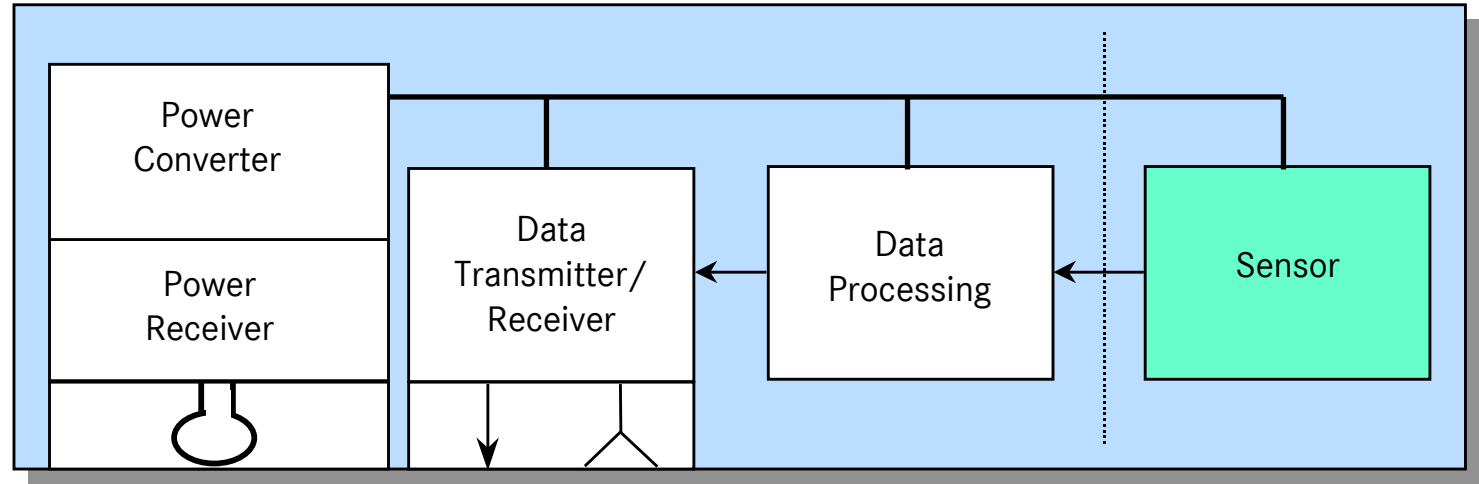 Power
Converter
Power
Receiver
Data
Transmitter/
Receiver
Data
Processing
Sensor